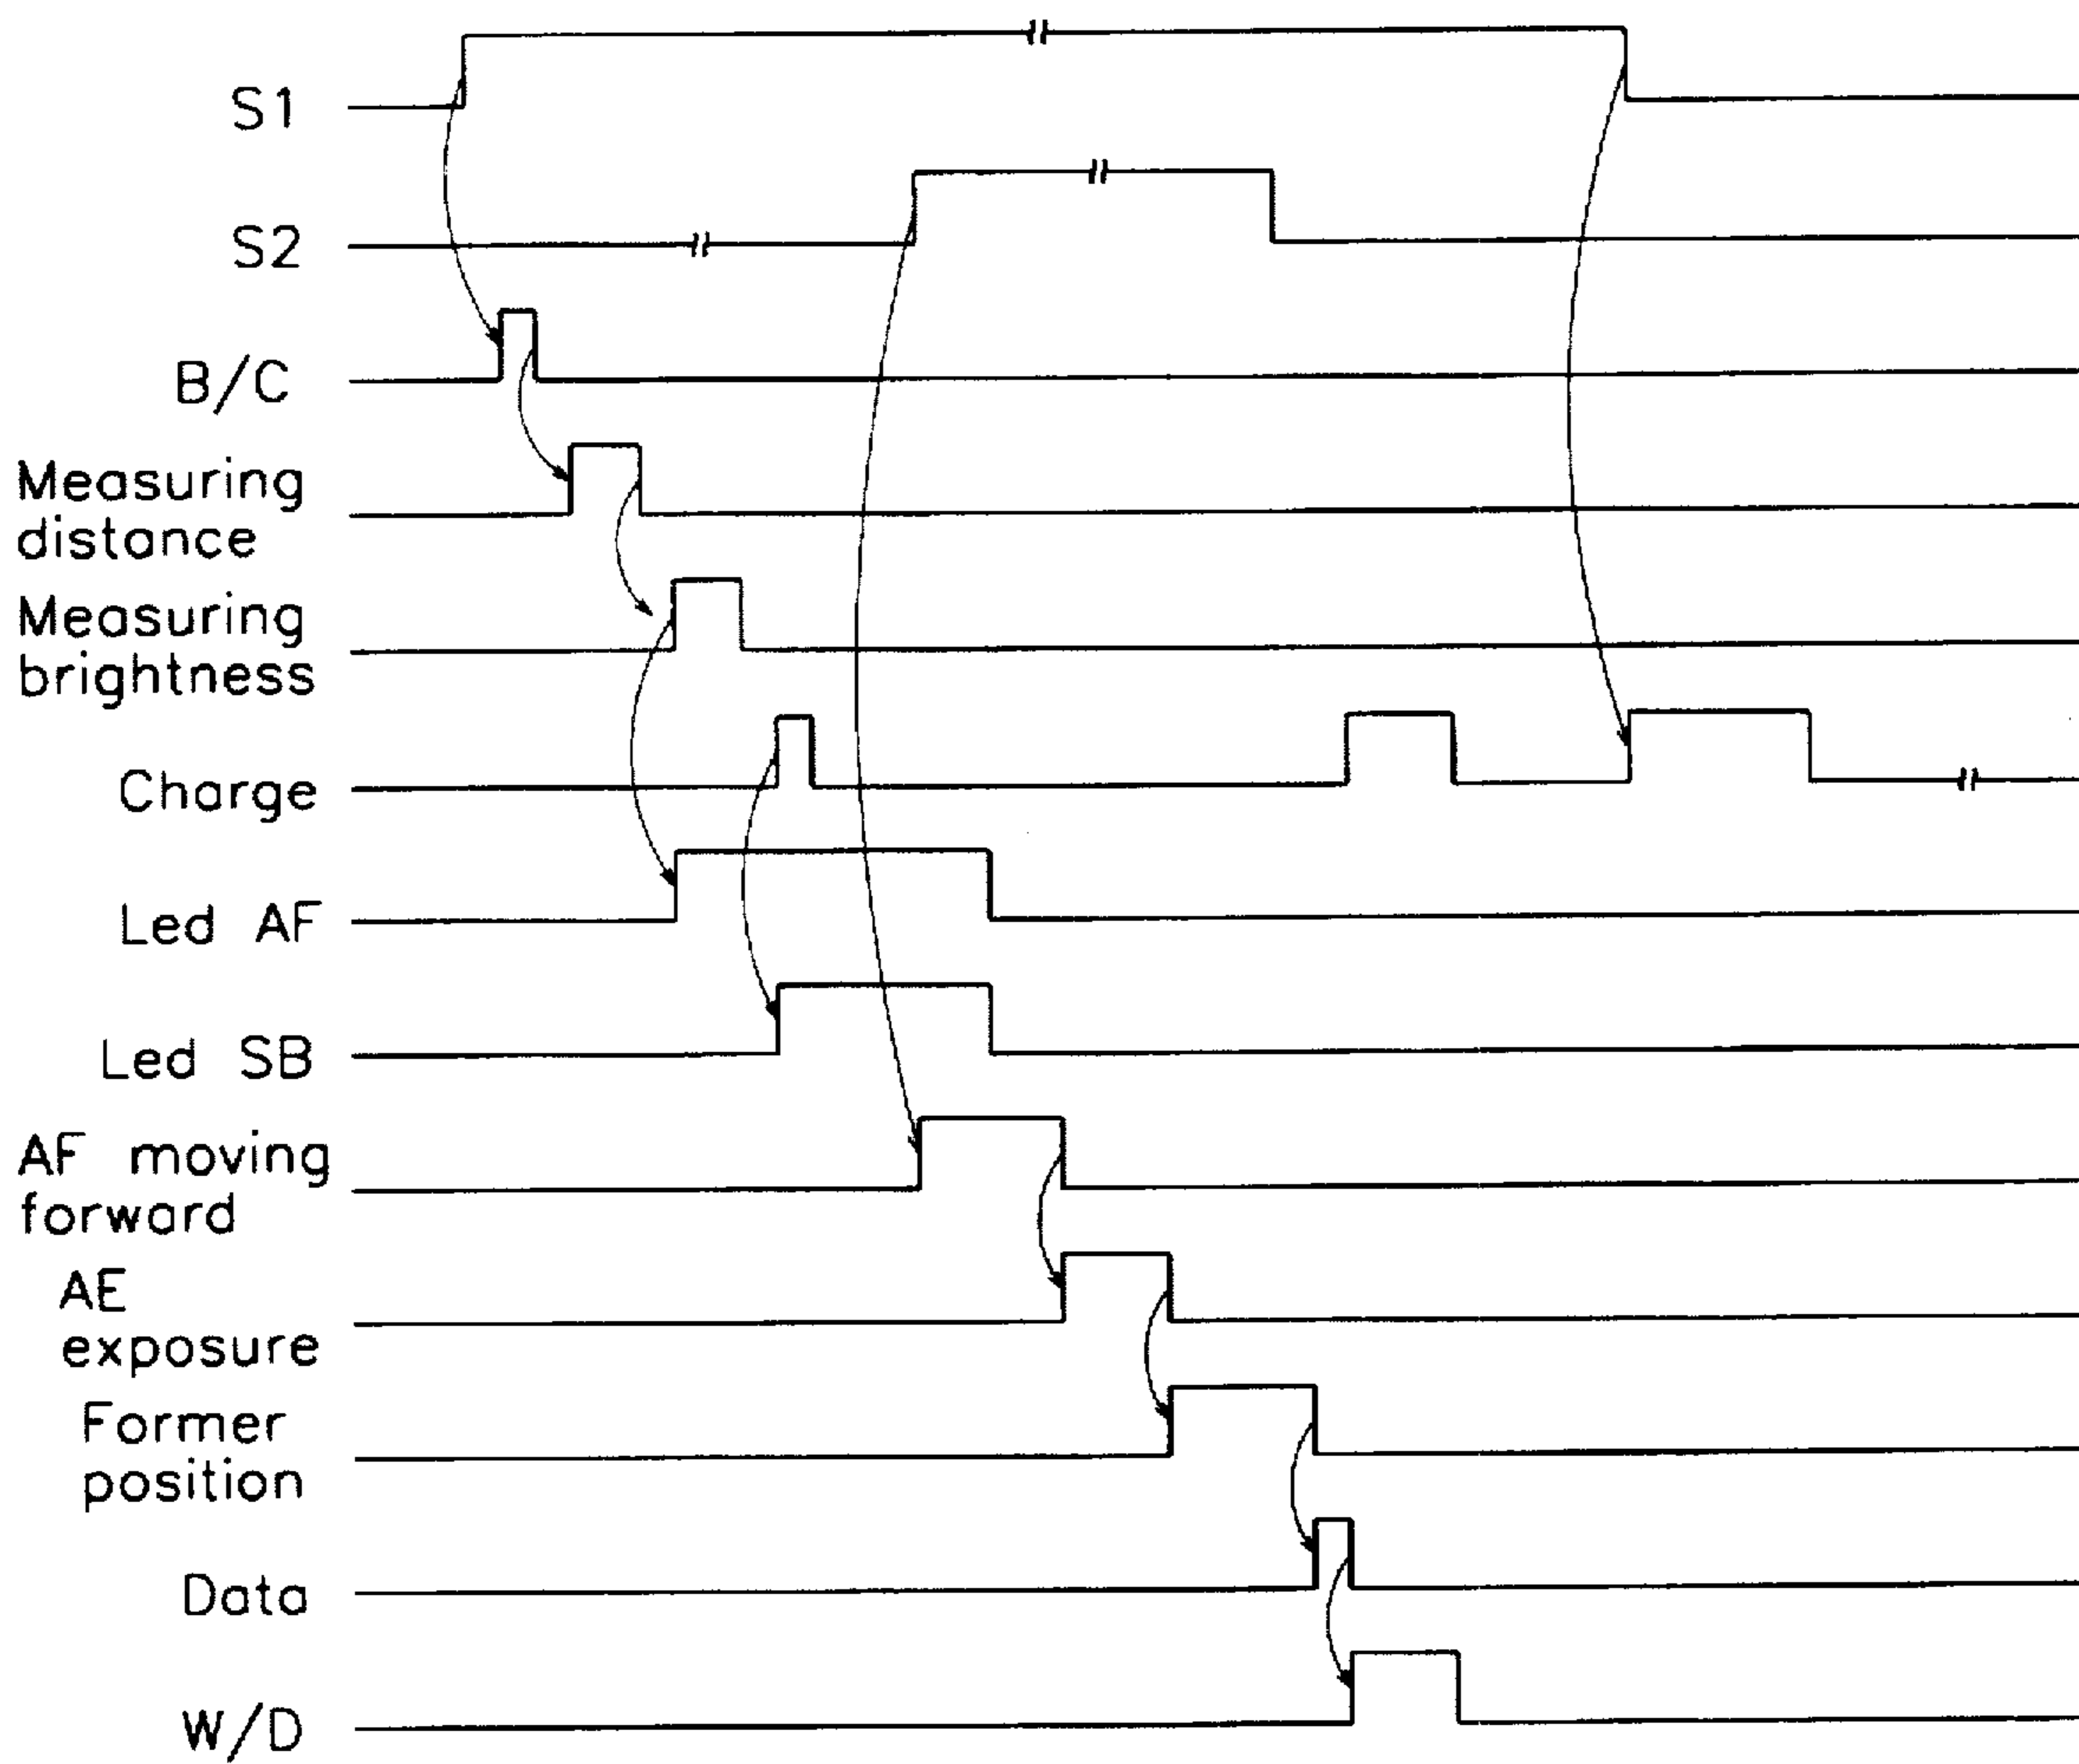 S1
S2
B/C
Measuring
distance
Measuring
brightness
Charge
Led AF
Led SB
AF moving
forward
AE
exposure
Former
position
Data
W/D